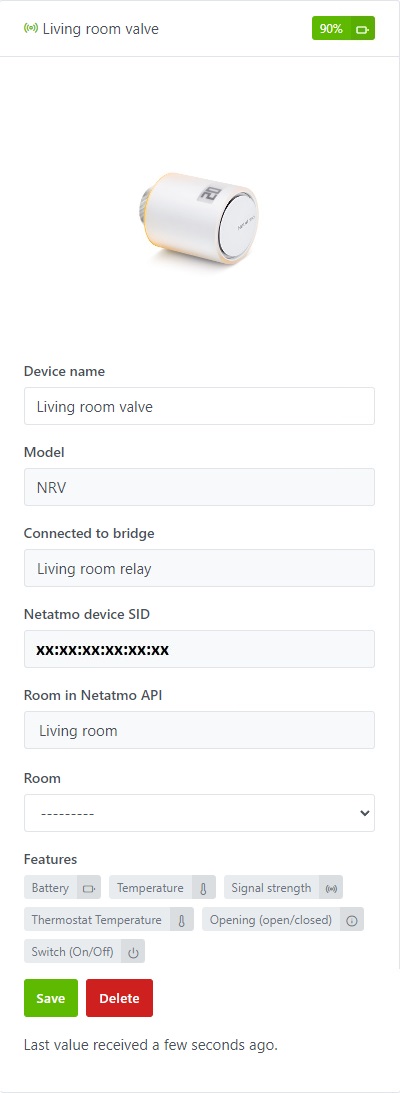 Living room valve
90%
20
Device name
Living room valve
Model
NRV
Connected to bridge
Living room relay
Netatmo device SID
xx:xx:xx:xx:xx:xx
Room in Netatmo API
Living room
Room
---------
Features
Battery Temperature Signal strength
Thermostat Temperature Opening (open/closed)
Switch (On/Off)
Save Delete
Last value received a few seconds ago.